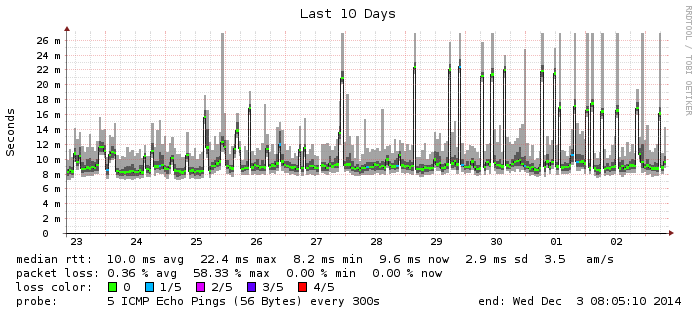 Last 10 Days
RRDTOOL / TOBI OETIKER
Seconds
26 m
24 m
22 m
20 m
18 m
16 m
14 m
12 m
10 m
8 m
6 m
4 m
2 m
0
23 24 25 26 27 28 29 30 01 02
median rtt: 10.0 ms avg 22.4 ms max 8.2 ms min 9.6 ms now 2.9 ms sd 3.5 am/s
packet loss: 0.36 % avg 58.33 % max 0.00 % min 0.00 % now
loss color: 0 1/5 2/5 3/5 4/5
probe: 5 ICMP Echo Pings (56 Bytes) every 300s end: Wed Dec 3 08:05:10 2014